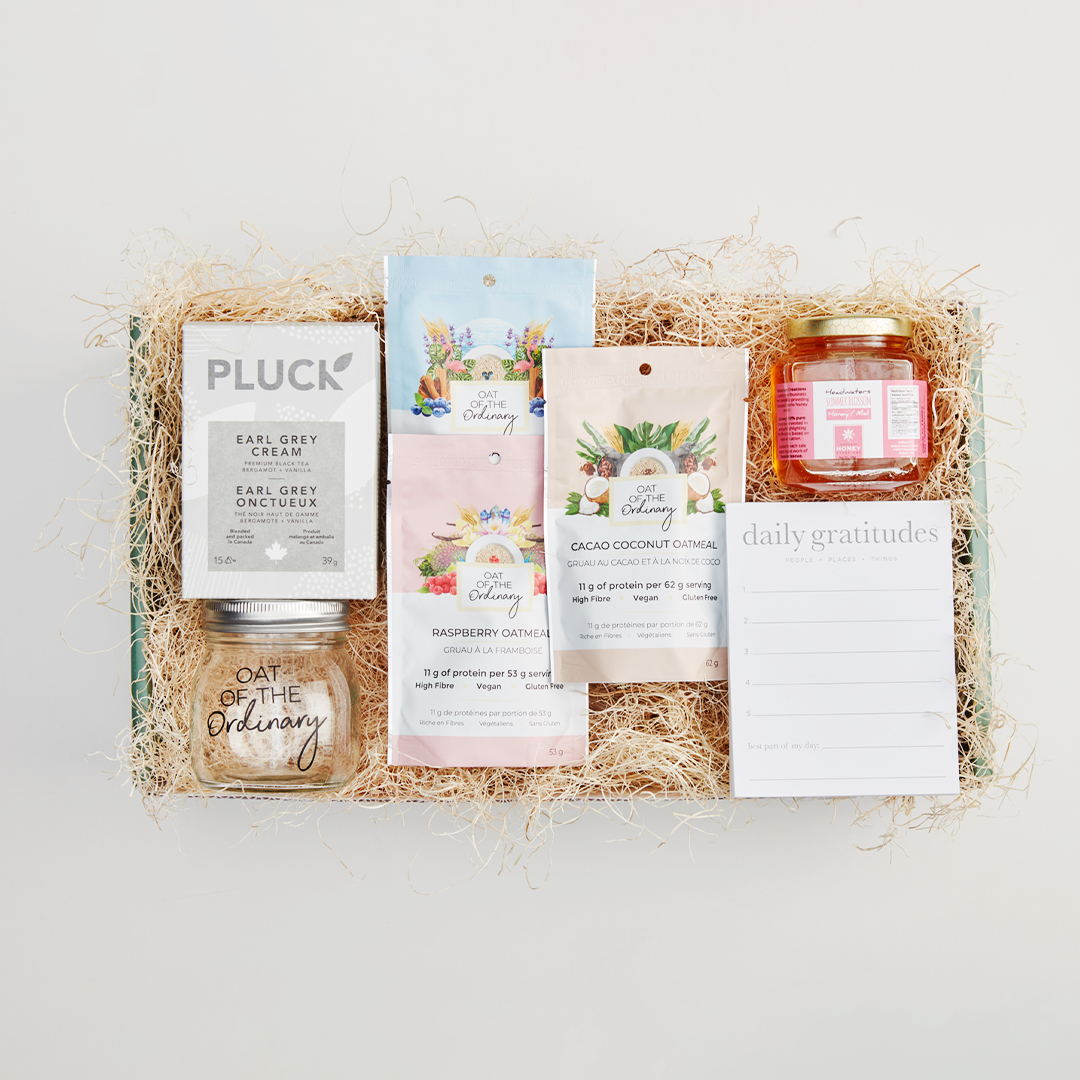 PLUCK
EARL GREY
CREAM
PREMIUM BLACK TEA
BERGAMOT + VANILLA
EARL GREY
ONCTUEUX
THÉ NOIR HAUT DE GAMME
BERGAMOTE + VANILLA
Blended
and packed
in Canada
Produit
mélangé et emballé
au Canada
15
39 g
OAT
OF THE
Ordinary
OAT
OF THE
Ordinary
OAT
OF THE
Ordinary
RASPBERRY OATMEAL
GRUAU À LA FRAMBOISE
11 g of protein per 53 g
High Fibre Vegan Gluten Free
11 g de protéines par portion de 53 g
Riche en Fibres Végétaliens Sans Gluten
53 g
OAT
OF THE
Ordinary
CACAO COCONUT OATMEAL
GRUAU AU CACAO ET À LA NOIX DE COCO
11 g of protein per 62 g serving
High Fibre Vegan Gluten Free
11 g de protéines par portion de 62 g
Riche en Fibres Végétaliens Sans Gluten
62 g
Headwaters
SUMMER BLOSSOM
Honey / Miel
HONEY
daily gratitudes
PEOPLE + PLACES + THINGS
1
2
3
4
5
best part of my day: